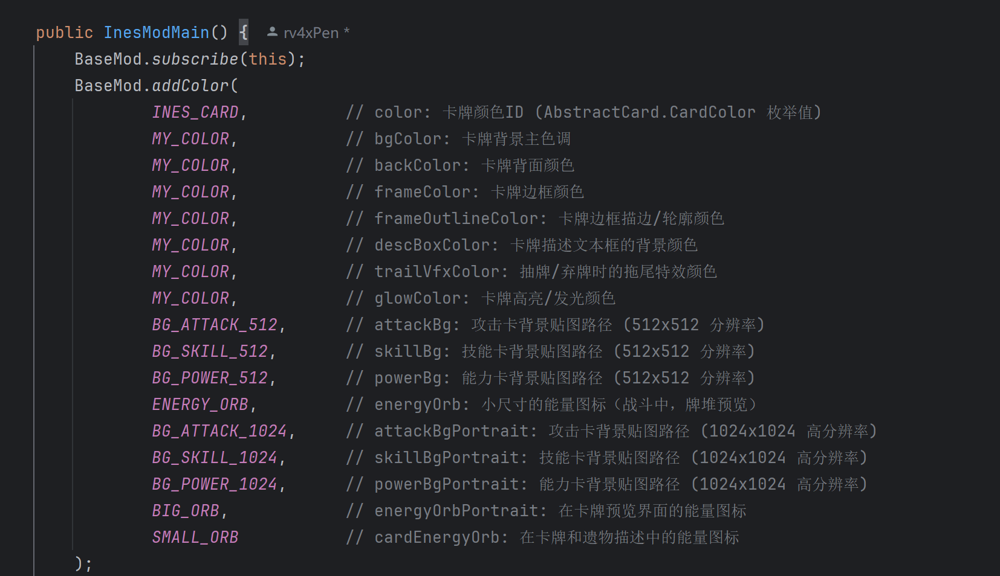 public InesModMain() { rv4xPen *
BaseMod.subscribe(this);
BaseMod.addColor(
INES_CARD, // color: 卡牌颜色ID (AbstractCard.CardColor 枚举值)
MY_COLOR, // bgColor: 卡牌背景主色调
MY_COLOR, // backColor: 卡牌背面颜色
MY_COLOR, // frameColor: 卡牌边框颜色
MY_COLOR, // frameOutlineColor: 卡牌边框描边/轮廓颜色
MY_COLOR, // descBoxColor: 卡牌描述文本框的背景颜色
MY_COLOR, // trailVfxColor: 抽牌/弃牌时的拖尾特效颜色
MY_COLOR, // glowColor: 卡牌高亮/发光颜色
BG_ATTACK_512, // attackBg: 攻击卡背景贴图路径 (512x512 分辨率)
BG_SKILL_512, // skillBg: 技能卡背景贴图路径 (512x512 分辨率)
BG_POWER_512, // powerBg: 能力卡背景贴图路径 (512x512 分辨率)
ENERGY_ORB, // energyOrb: 小尺寸的能量图标（战斗中，牌堆预览）
BG_ATTACK_1024, // attackBgPortrait: 攻击卡背景贴图路径 (1024x1024 高分辨率)
BG_SKILL_1024, // skillBgPortrait: 技能卡背景贴图路径 (1024x1024 高分辨率)
BG_POWER_1024, // powerBgPortrait: 能力卡背景贴图路径 (1024x1024 高分辨率)
BIG_ORB, // energyOrbPortrait: 在卡牌预览界面的能量图标
SMALL_ORB // cardEnergyOrb: 在卡牌和遗物描述中的能量图标
);